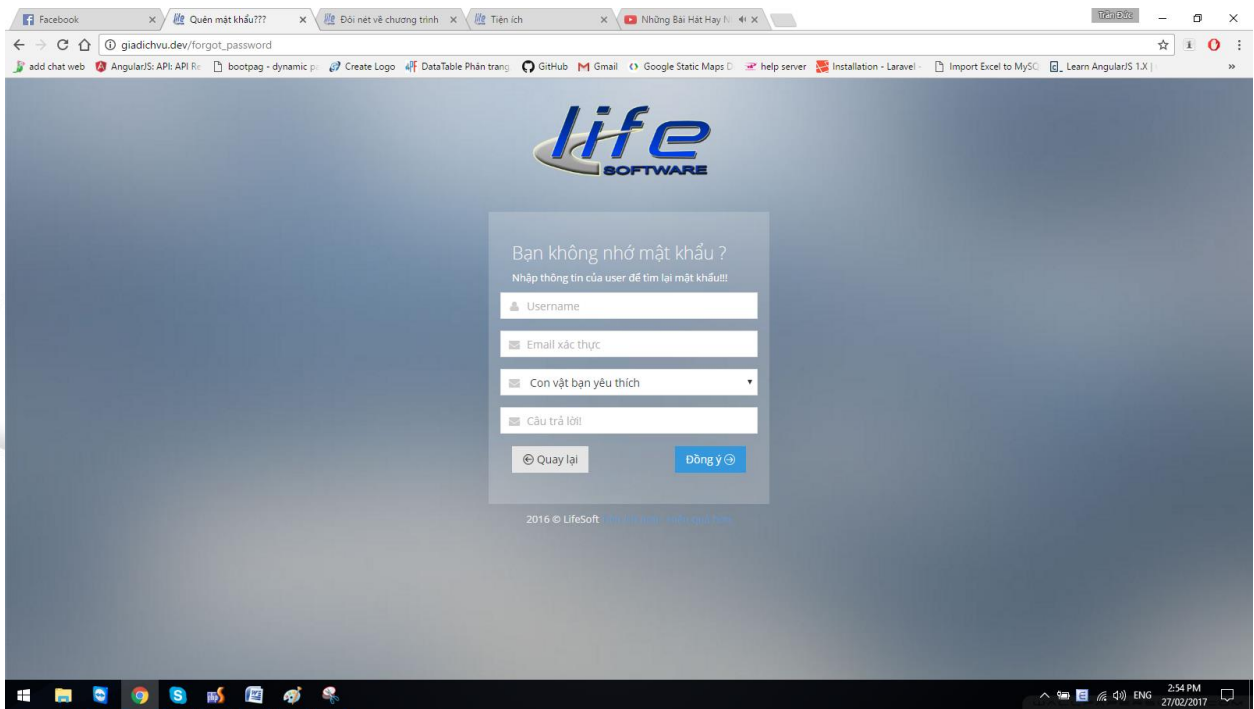 Facebook
Quên mật khẩu???
Đôi nét về chương trình
Tiện ích
Những Bài Hát Hay N
Trần Đức
giadichvu.dev/forgot_password
add chat web
AngularJS: API: API Re
bootpag - dynamic p
Create Logo
DataTable Phân trang
GitHub
Gmail
Google Static Maps D
help server
Installation - Laravel -
Import Excel to MySQ
Learn AngularJS 1.X |
life
SOFTWARE
Bạn không nhớ mật khẩu ?
Nhập thông tin của user để tìm lại mật khẩu!!!
Username
Email xác thực
Con vật bạn yêu thích
Câu trả lời!
Quay lại
Đồng ý
2016 © LifeSoft
ENG
2:54 PM
27/02/2017